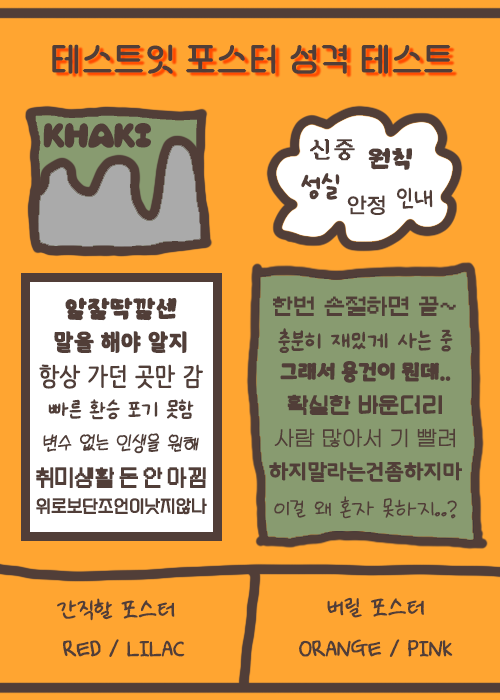 테스트잇 포스터 성격 테스트
KHAKI
신중 원칙
성실 안정 인내
앞잘딱깔센
말을 해야 알지
항상 가던 곳만 감
빠른 환승 포기 못함
변수 없는 인생을 원해
취미생활 돈 안 아낌
위로보단조언이낫지않나
한번 손절하면 끝~
충분히 재밌게 사는 중
그래서 용건이 뭔데..
확실한 바운더리
사람 많아서 기 빨려
하지말라는건좀하지마
이걸 왜 혼자 못하지..?
간직할 포스터
RED / LILAC
버릴 포스터
ORANGE / PINK